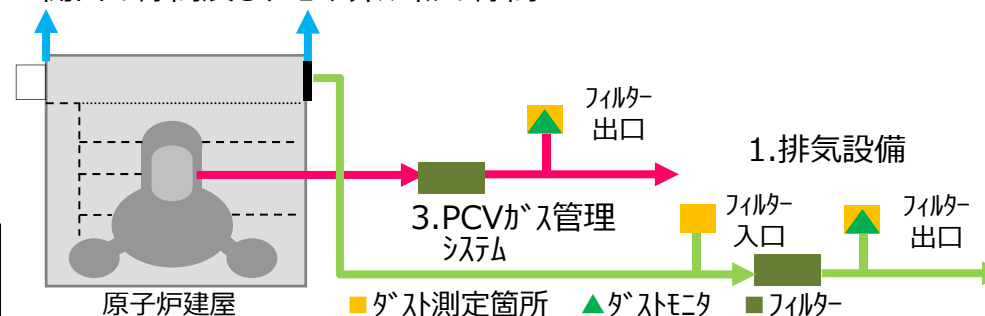 フィルター
出口
1.排気設備
3.PCVガス管理
システム
フィルター
入口
フィルター
出口
原子炉建屋
■ダスト測定箇所 ▲ダストモニタ ■フィルター